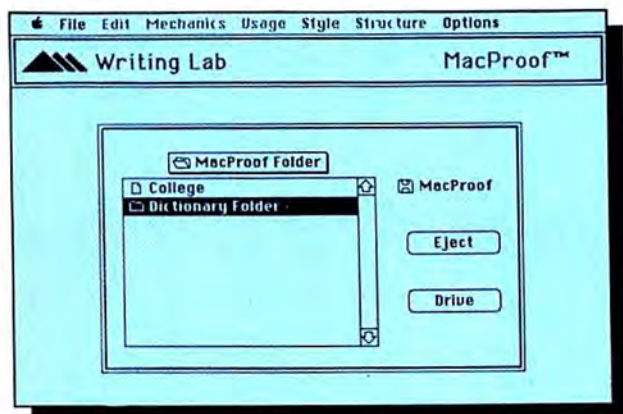 File Edit Mechanics Usage Style Structure Options
Writing Lab MacProof™
MacProof Folder
College MacProof
Dictionary Folder
Eject
Drive